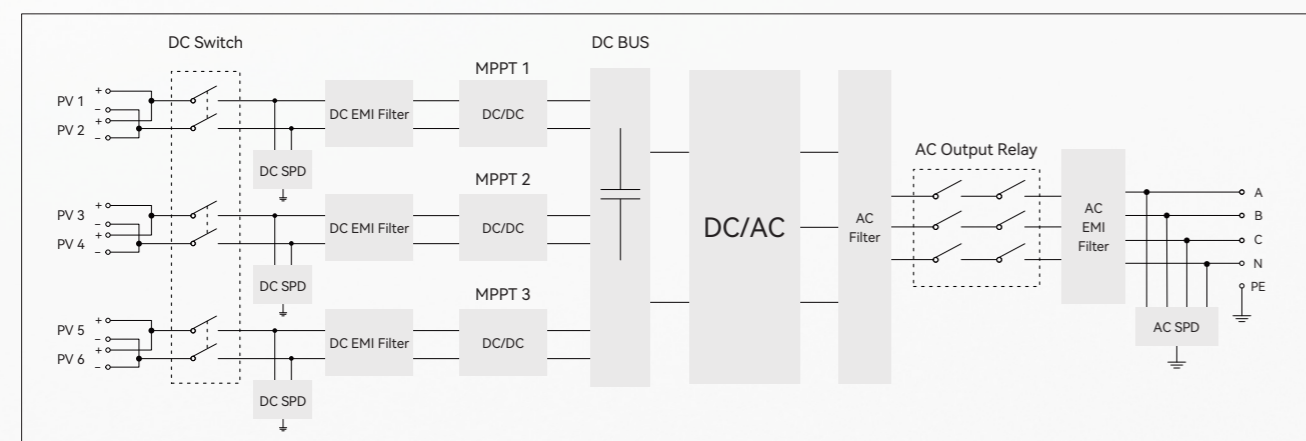 DC Switch
DC BUS
MPPT 1
PV 1
+
–
+
PV 2
–
DC EMI Filter
DC/DC
DC SPD
MPPT 2
PV 3
+
–
+
PV 4
–
DC EMI Filter
DC/DC
DC SPD
MPPT 3
PV 5
+
–
+
PV 6
–
DC EMI Filter
DC/DC
DC SPD
DC/AC
AC
Filter
AC Output Relay
AC
EMI
Filter
A
B
C
N
PE
AC SPD